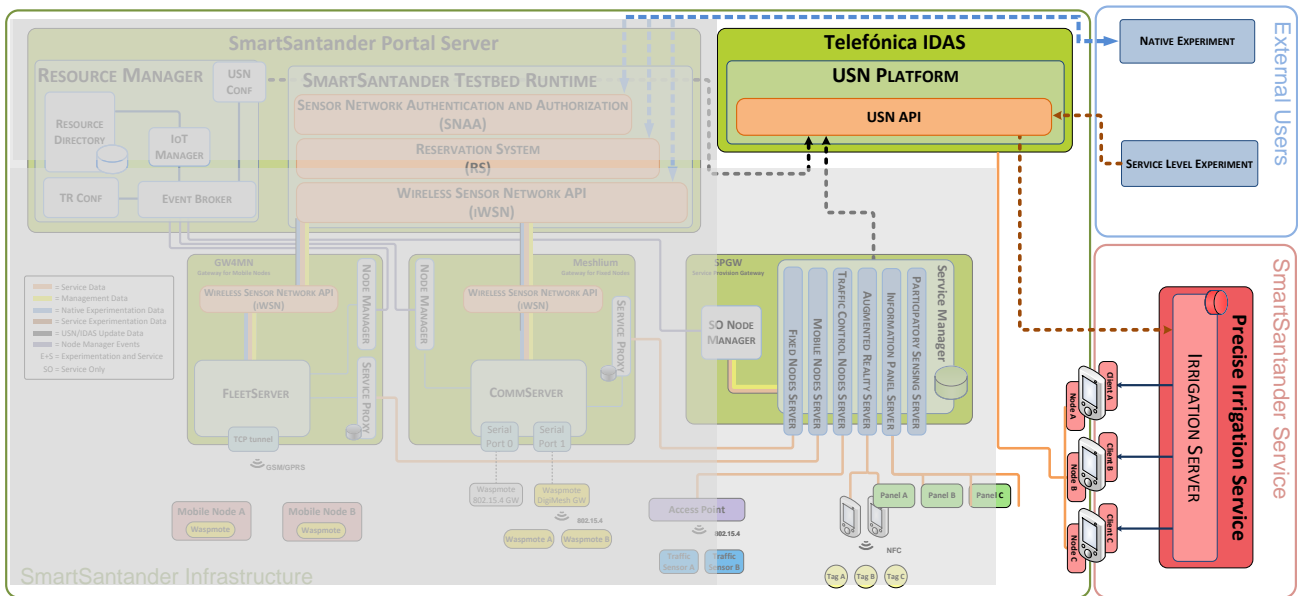 SmartSantander Portal Server
RESOURCE MANAGER
USN
CONF
RESOURCE
DIRECTORY
IOT
MANAGER
TR CONF
EVENT BROKER
SMARTSANTANDER TESTBED RUNTIME
SENSOR NETWORK AUTHENTICATION AND AUTHORIZATION
(SNAA)
RESERVATION SYSTEM
(RS)
WIRELESS SENSOR NETWORK API
(IWSN)
Telefónica IDAS
USN PLATFORM
USN API
NATIVE EXPERIMENT
SERVICE LEVEL EXPERIMENT
External Users
= Service Data
= Management Data
= Native Experimentation Data
= Service Experimentation Data
= USN/IDAS Update Data
= Node Manager Events
E+S = Experimentation and Service
SO = Service Only
GW4MN
Gateway for Mobile Nodes
WIRELESS SENSOR NETWORK API
(IWSN)
NODE MANAGER
FLEETSERVER
SERVICE PROXY
TCP tunnel
GSM/GPRS
Mobile Node A
Waspmote
Mobile Node B
Waspmote
Meshlium
Gateway for Fixed Nodes
NODE MANAGER
WIRELESS SENSOR NETWORK API
(IWSN)
SERVICE PROXY
COMMSERVER
Serial
Port 0
Serial
Port 1
Waspmote
802.15.4 GW
Waspmote
DigiMesh GW
802.15.4
Waspmote A
Waspmote B
SPGW
Service Provision Gateway
SO NODE
MANAGER
FIXED NODES SERVER
MOBILE NODES SERVER
TRAFFIC CONTROL NODES SERVER
AUGMENTED REALITY SERVER
INFORMATION PANEL SERVER
PARTICIPATORY SENSING SERVER
Service Manager
Access Point
802.15.4
Traffic
Sensor A
Traffic
Sensor B
Panel A
Panel B
Panel C
NFC
Tag A
Tag B
Tag C
Client A
Node A
Client B
Node B
Client C
Node C
IRRIGATION SERVER
Precise Irrigation Service
SmartSantander Service
SmartSantander Infrastructure